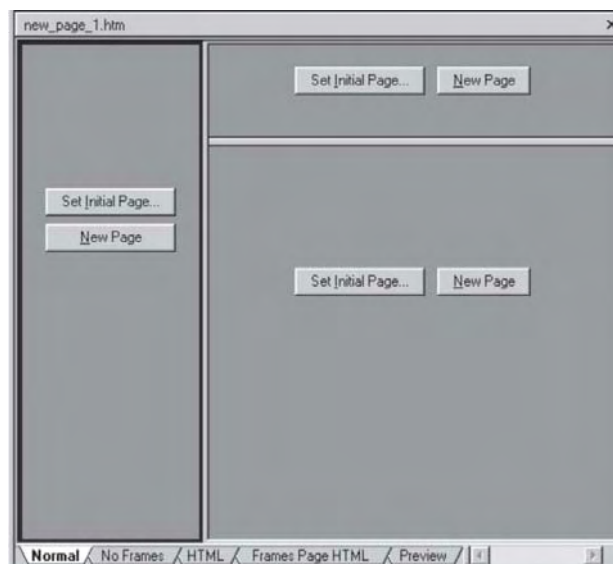 new_page_1.htm
Set Initial Page... New Page
Set Initial Page...
New Page
Set Initial Page... New Page
Normal No Frames HTML Frames Page HTML Preview